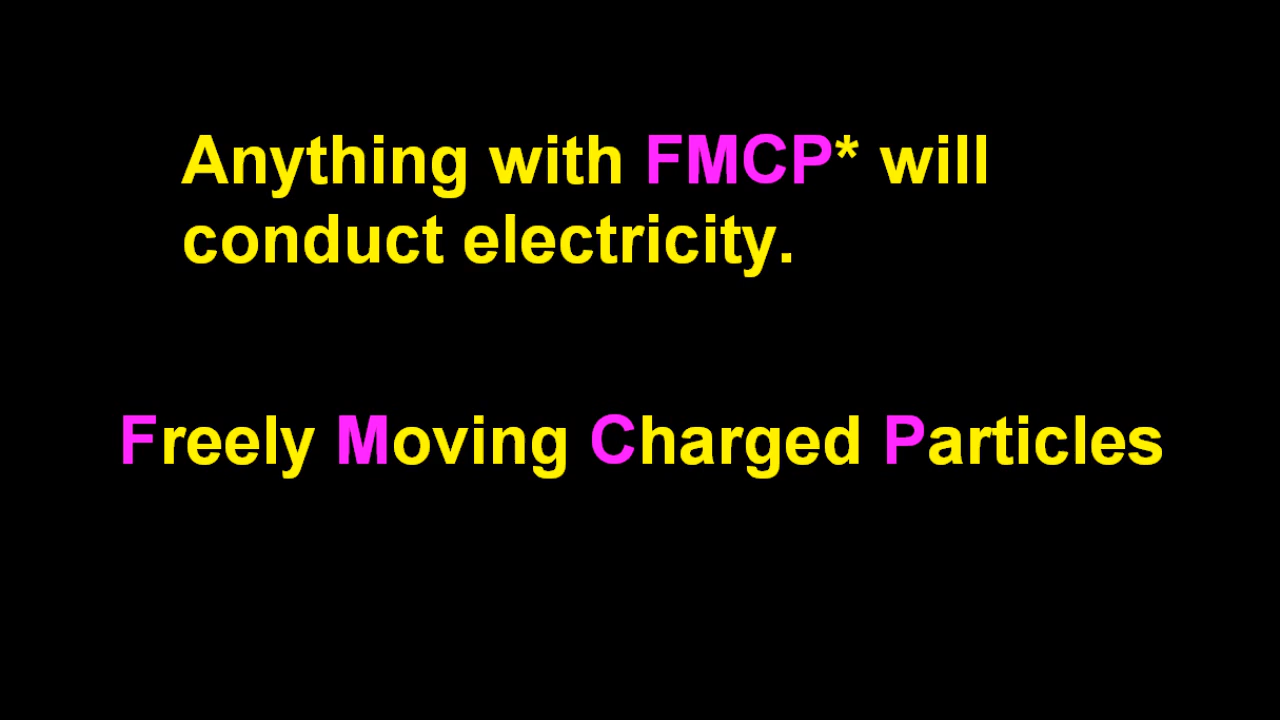 Anything with FMCP* will
conduct electricity.
Freely Moving Charged Particles